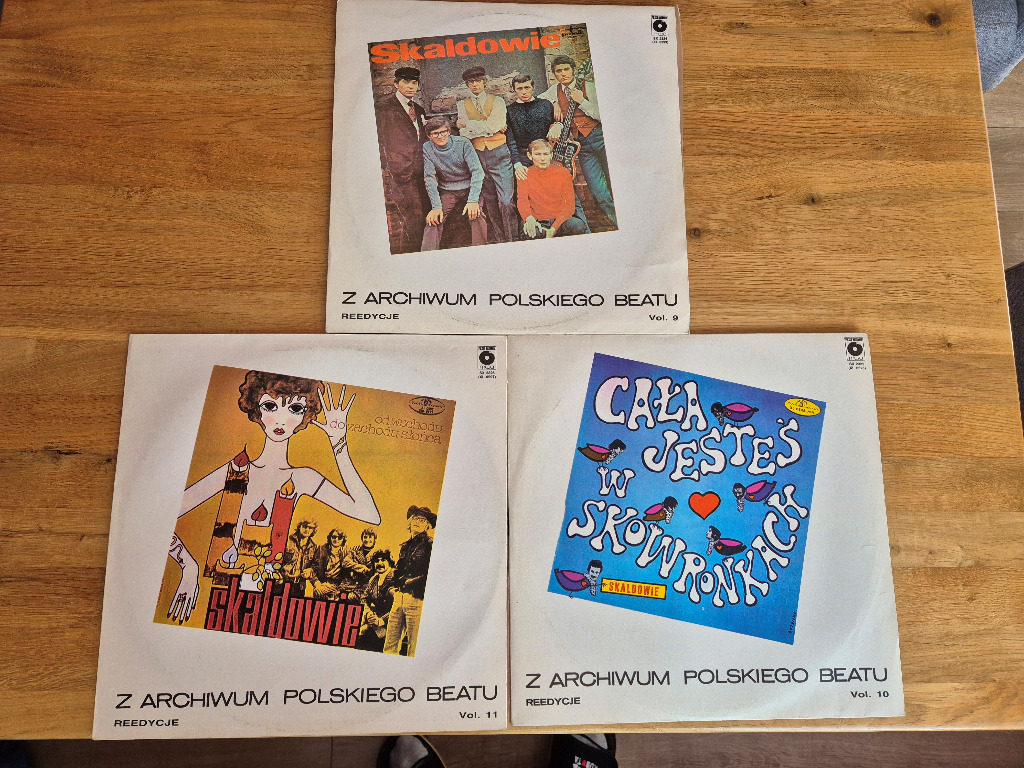 Skaldowie
Z ARCHIWUM POLSKIEGO BEATU
REEDYCJE
Vol. 9
od wschodu
do zachodu słońca
skaldowie
Z ARCHIWUM POLSKIEGO BEATU
REEDYCJE
Vol. 11
CAŁA
JESTEŚ
W
SKOWRONKACH
SKALDOWIE
Z ARCHIWUM POLSKIEGO BEATU
REEDYCJE
Vol. 10